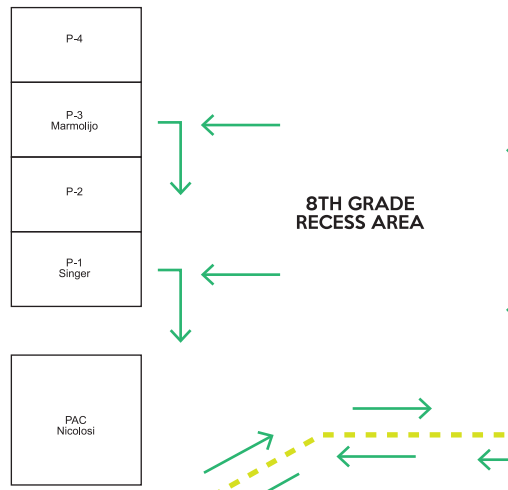 P-4
P-3
Marmolijo
P-2
P-1
Singer
8TH GRADE
RECESS AREA
PAC
Nicolosi